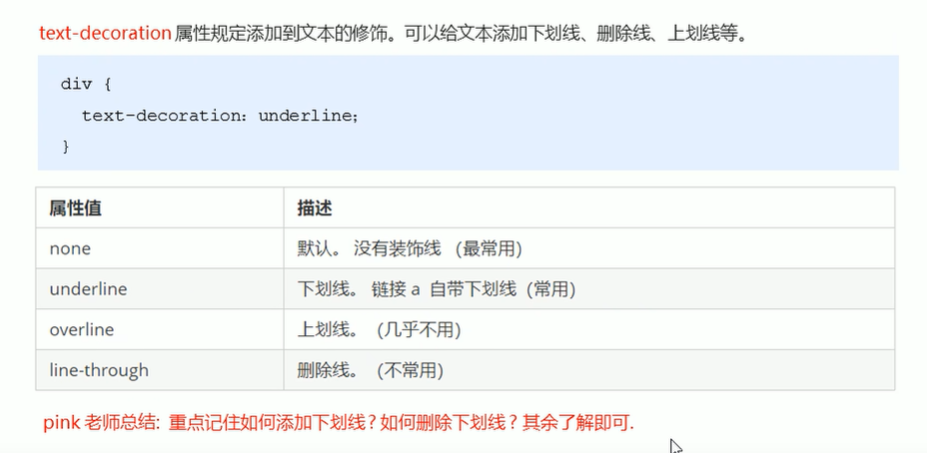 text-decoration 属性规定添加到文本的修饰。可以给文本添加下划线、删除线、上划线等。
div {
text-decoration: underline;
}
属性值 描述
none 默认。 没有装饰线 (最常用)
underline 下划线。 链接 a 自带下划线 (常用)
overline 上划线。 (几乎不用)
line-through 删除线。 (不常用)
pink 老师总结: 重点记住如何添加下划线? 如何删除下划线? 其余了解即可.